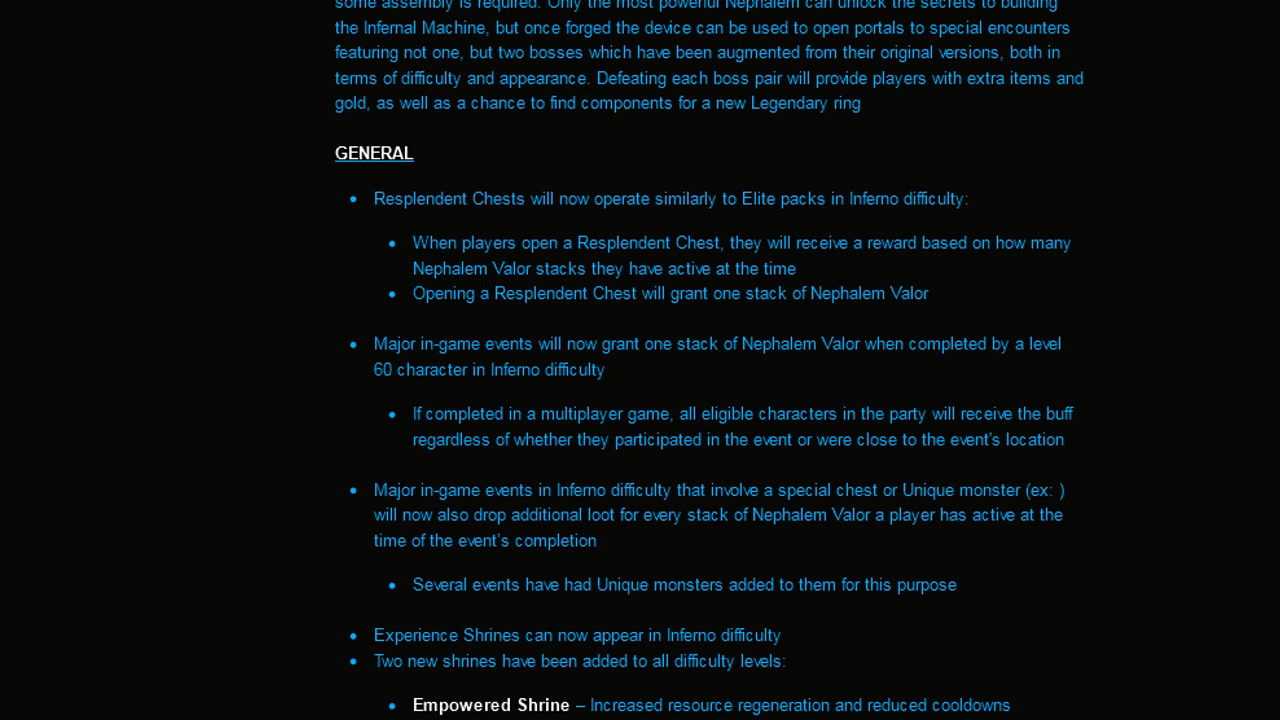 some assembly is required. Only the most powerful Nephalem can unlock the secrets to building
the Infernal Machine, but once forged the device can be used to open portals to special encounters
featuring not one, but two bosses which have been augmented from their original versions, both in
terms of difficulty and appearance. Defeating each boss pair will provide players with extra items and
gold, as well as a chance to find components for a new Legendary ring
GENERAL
• Resplendent Chests will now operate similarly to Elite packs in Inferno difficulty:
• When players open a Resplendent Chest, they will receive a reward based on how many
Nephalem Valor stacks they have active at the time
• Opening a Resplendent Chest will grant one stack of Nephalem Valor
• Major in-game events will now grant one stack of Nephalem Valor when completed by a level
60 character in Inferno difficulty
• If completed in a multiplayer game, all eligible characters in the party will receive the buff
regardless of whether they participated in the event or were close to the event's location
• Major in-game events in Inferno difficulty that involve a special chest or Unique monster (ex: )
will now also drop additional loot for every stack of Nephalem Valor a player has active at the
time of the event's completion
• Several events have had Unique monsters added to them for this purpose
• Experience Shrines can now appear in Inferno difficulty
• Two new shrines have been added to all difficulty levels:
• Empowered Shrine – Increased resource regeneration and reduced cooldowns